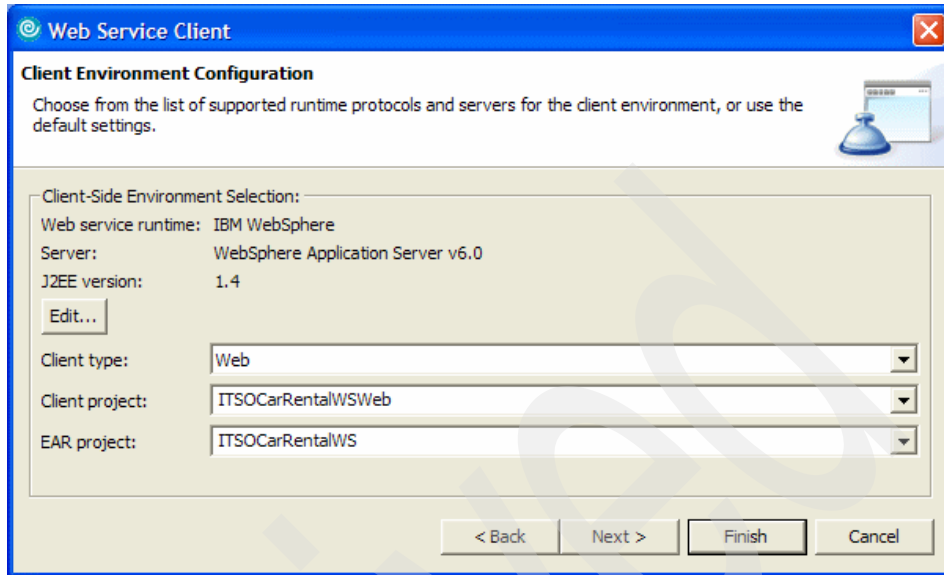 Web Service Client
Client Environment Configuration
Choose from the list of supported runtime protocols and servers for the client environment, or use the
default settings.
Client-Side Environment Selection:
Web service runtime: IBM WebSphere
Server: WebSphere Application Server v6.0
J2EE version: 1.4
Edit...
Client type: Web
Client project: ITSOCarRentalWSWeb
EAR project: ITSOCarRentalWS
< Back Next > Finish Cancel